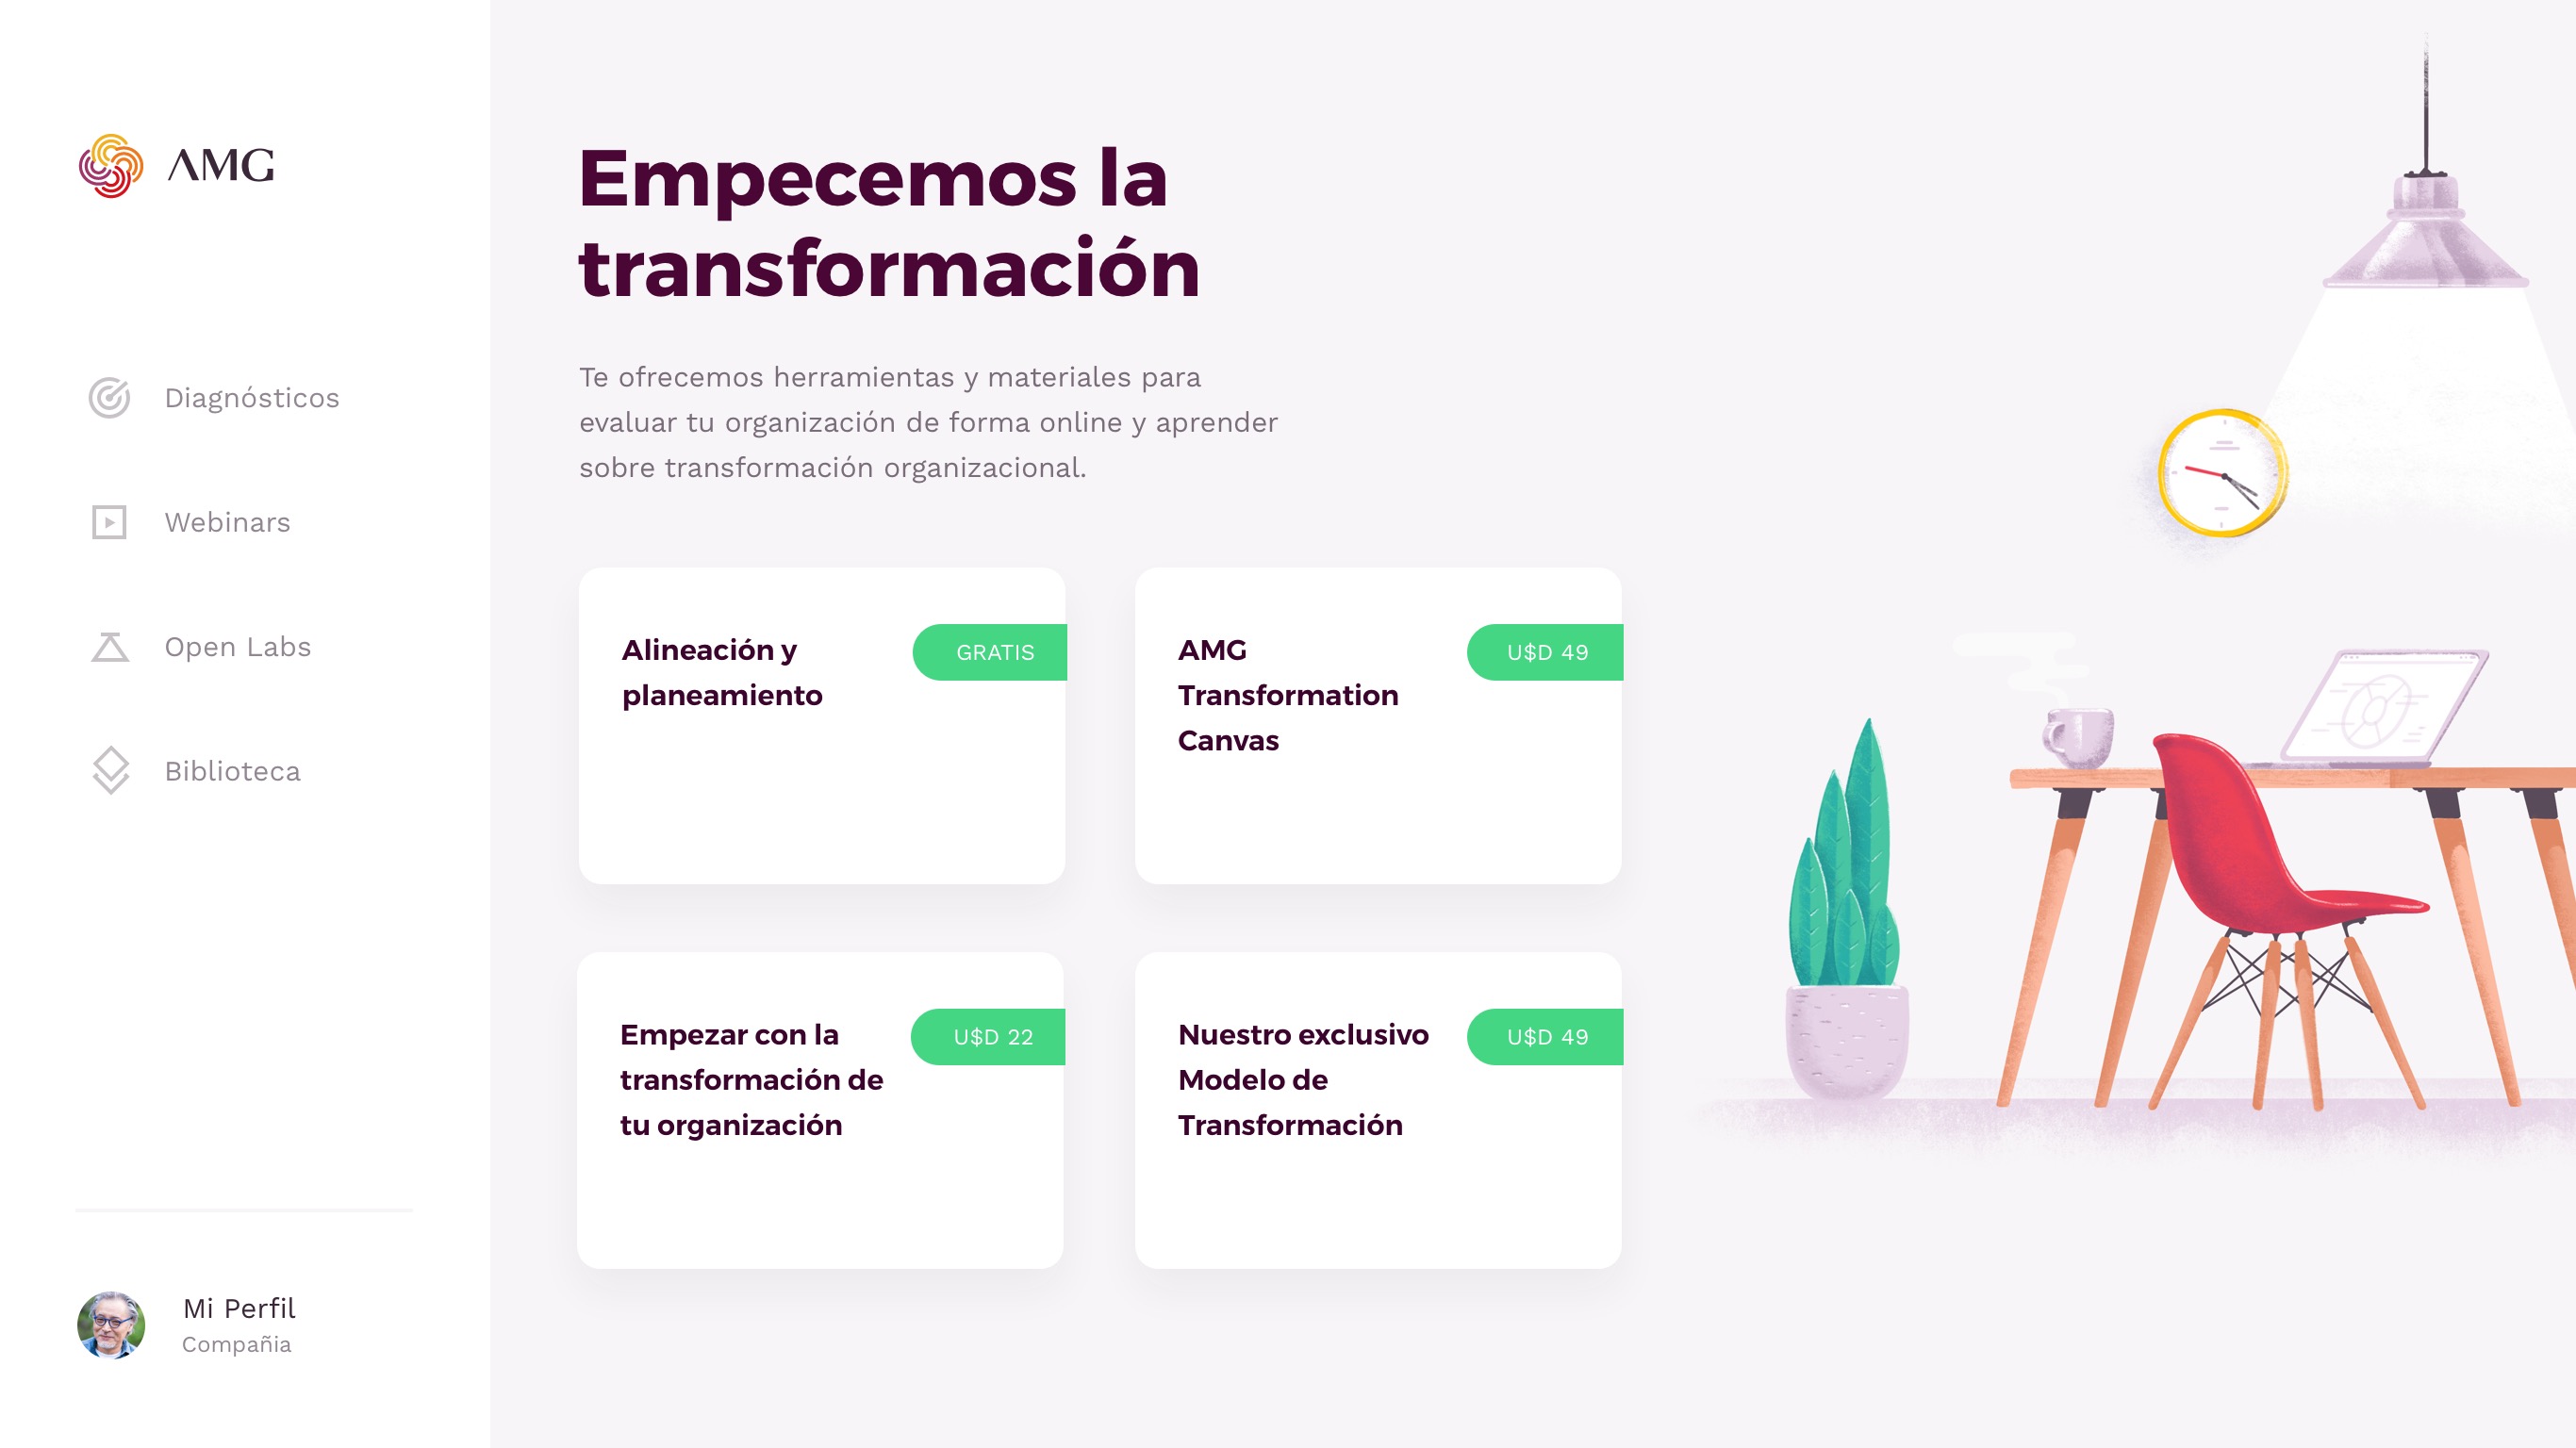 AMG
Diagnósticos
Webinars
Open Labs
Biblioteca
Mi Perfil
Compañia
Empecemos la
transformación
Te ofrecemos herramientas y materiales para
evaluar tu organización de forma online y aprender
sobre transformación organizacional.
Alineación y
planeamiento
GRATIS
AMG
Transformation
Canvas
U$D 49
Empezar con la
transformación de
tu organización
U$D 22
Nuestro exclusivo
Modelo de
Transformación
U$D 49